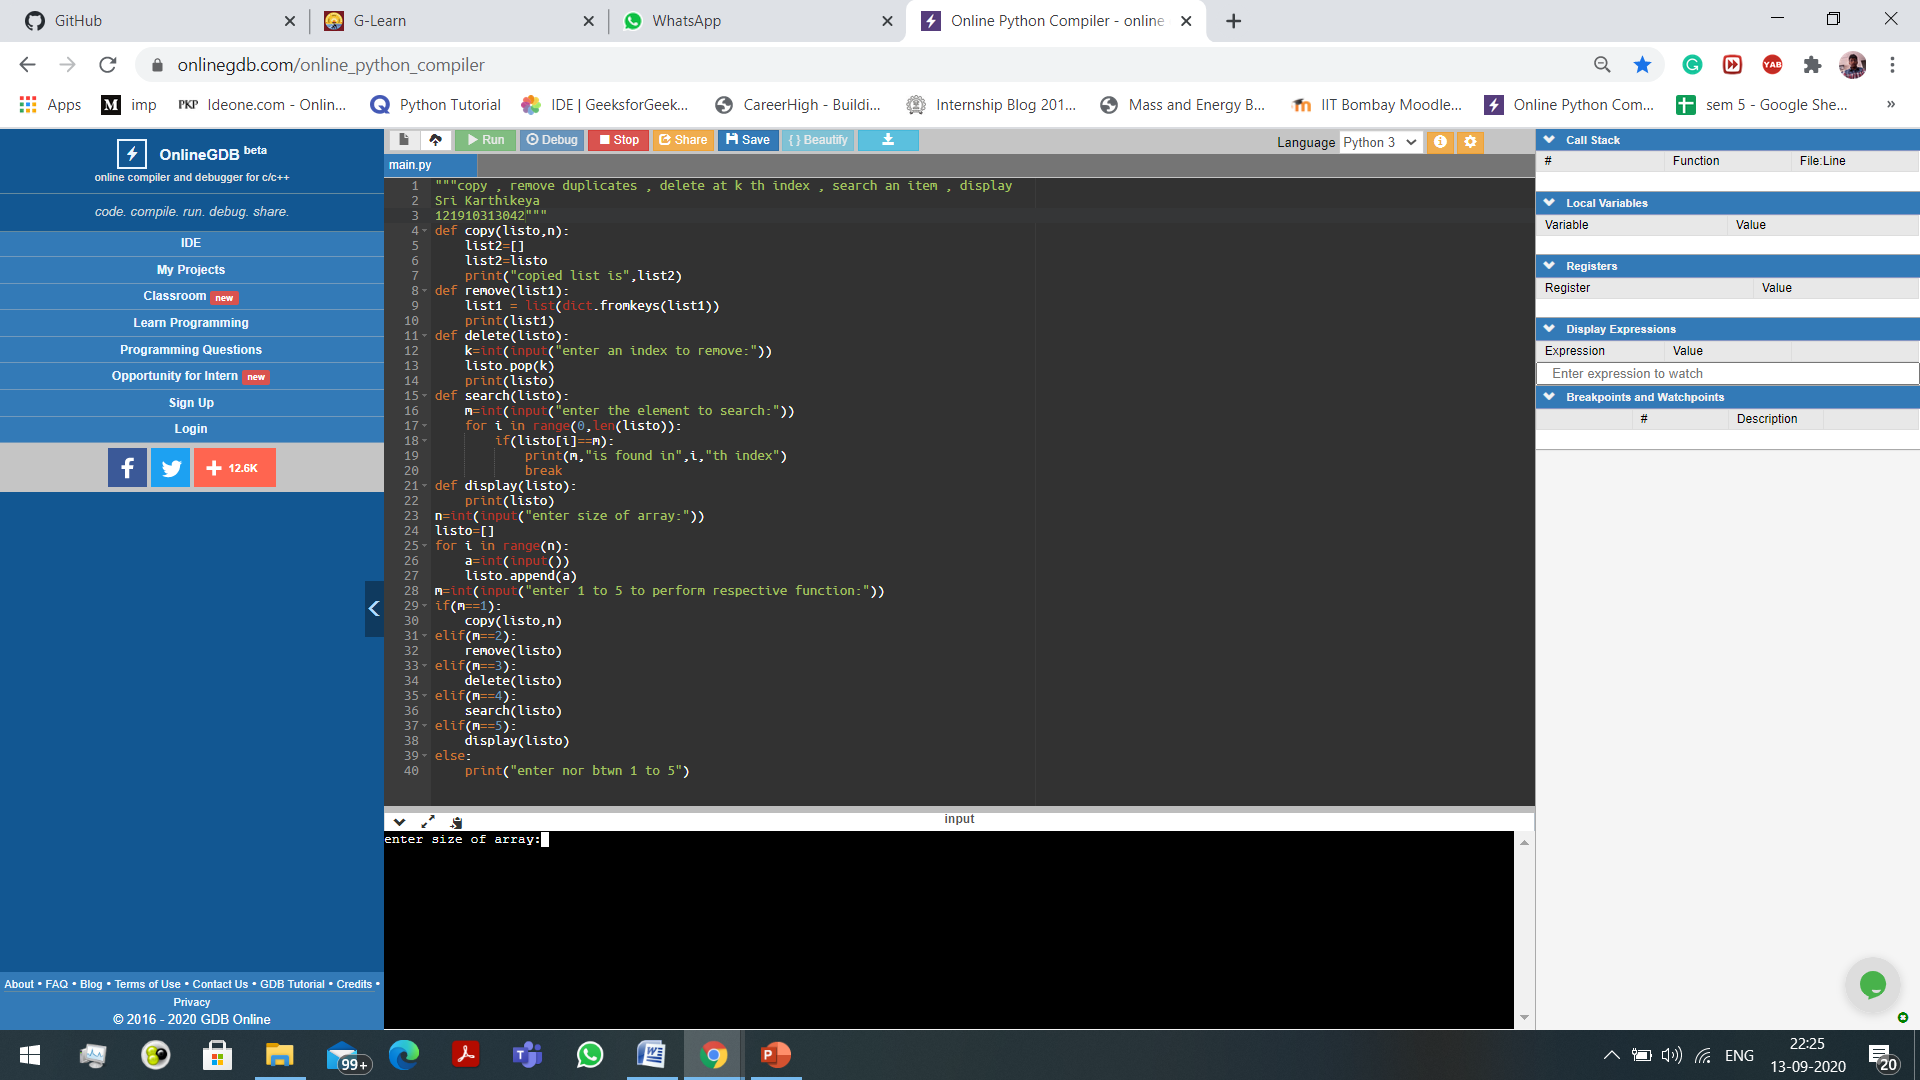 GitHub
G-Learn
WhatsApp
Online Python Compiler - online
onlinegdb.com/online_python_compiler
Apps
M imp
PKP Ideone.com - Onlin...
Python Tutorial
IDE | GeeksforGeek...
CareerHigh - Buildi...
Internship Blog 201...
Mass and Energy B...
IIT Bombay Moodle...
Online Python Com...
sem 5 - Google She...
»
OnlineGDB beta
online compiler and debugger for c/c++
code. compile. run. debug. share.
IDE
My Projects
Classroom new
Learn Programming
Programming Questions
Opportunity for Intern new
Sign Up
Login
12.6K
About • FAQ • Blog • Terms of Use • Contact Us • GDB Tutorial • Credits •
Privacy
© 2016 - 2020 GDB Online
Run Debug Stop Share Save { } Beautify
Language Python 3
main.py
1 """copy , remove duplicates , delete at k th index , search an item , display
2 Sri Karthikeya
3 121910313042"""
4 def copy(listo,n):
5     list2=[]
6     list2=listo
7     print("copied list is",list2)
8 def remove(list1):
9     list1 = list(dict.fromkeys(list1))
10     print(list1)
11 def delete(listo):
12     k=int(input("enter an index to remove:"))
13     listo.pop(k)
14     print(listo)
15 def search(listo):
16     m=int(input("enter the element to search:"))
17     for i in range(0,len(listo)):
18         if(listo[i]==m):
19             print(m,"is found in",i,"th index")
20             break
21 def display(listo):
22     print(listo)
23 n=int(input("enter size of array:"))
24 listo=[]
25 for i in range(n):
26     a=int(input())
27     listo.append(a)
28 m=int(input("enter 1 to 5 to perform respective function:"))
29 if(m==1):
30     copy(listo,n)
31 elif(m==2):
32     remove(listo)
33 elif(m==3):
34     delete(listo)
35 elif(m==4):
36     search(listo)
37 elif(m==5):
38     display(listo)
39 else:
40     print("enter nor btwn 1 to 5")
input
enter size of array:
Call Stack
# Function File:Line
Local Variables
Variable Value
Registers
Register Value
Display Expressions
Expression Value
Enter expression to watch
Breakpoints and Watchpoints
# Description
99+
ENG
22:25
13-09-2020
20